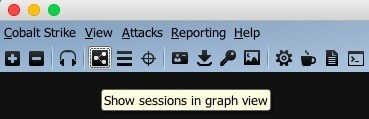 Cobalt Strike View Attacks Reporting Help
Show sessions in graph view